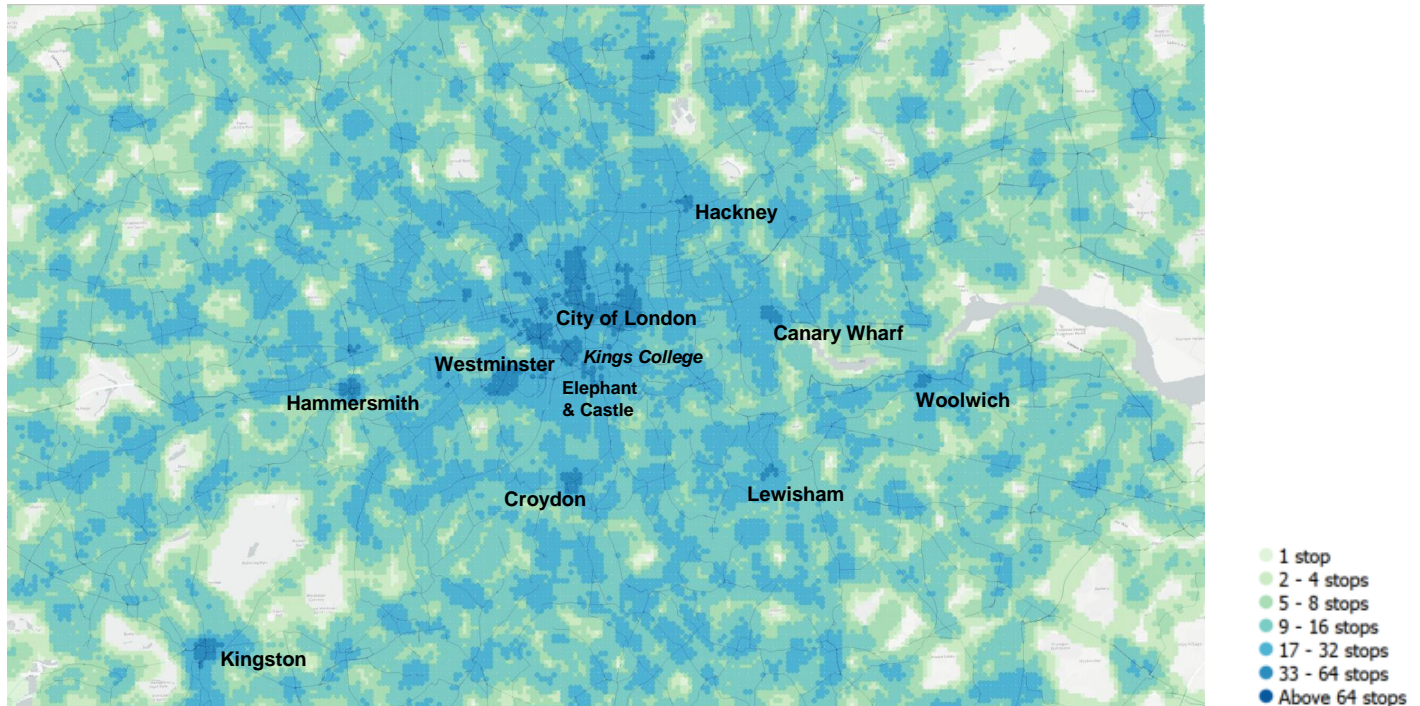 Hackney
City of London
Canary Wharf
Kings College
Westminster
Elephant
& Castle
Hammersmith
Woolwich
Croydon
Lewisham
Kingston
1 stop
2 - 4 stops
5 - 8 stops
9 - 16 stops
17 - 32 stops
33 - 64 stops
Above 64 stops